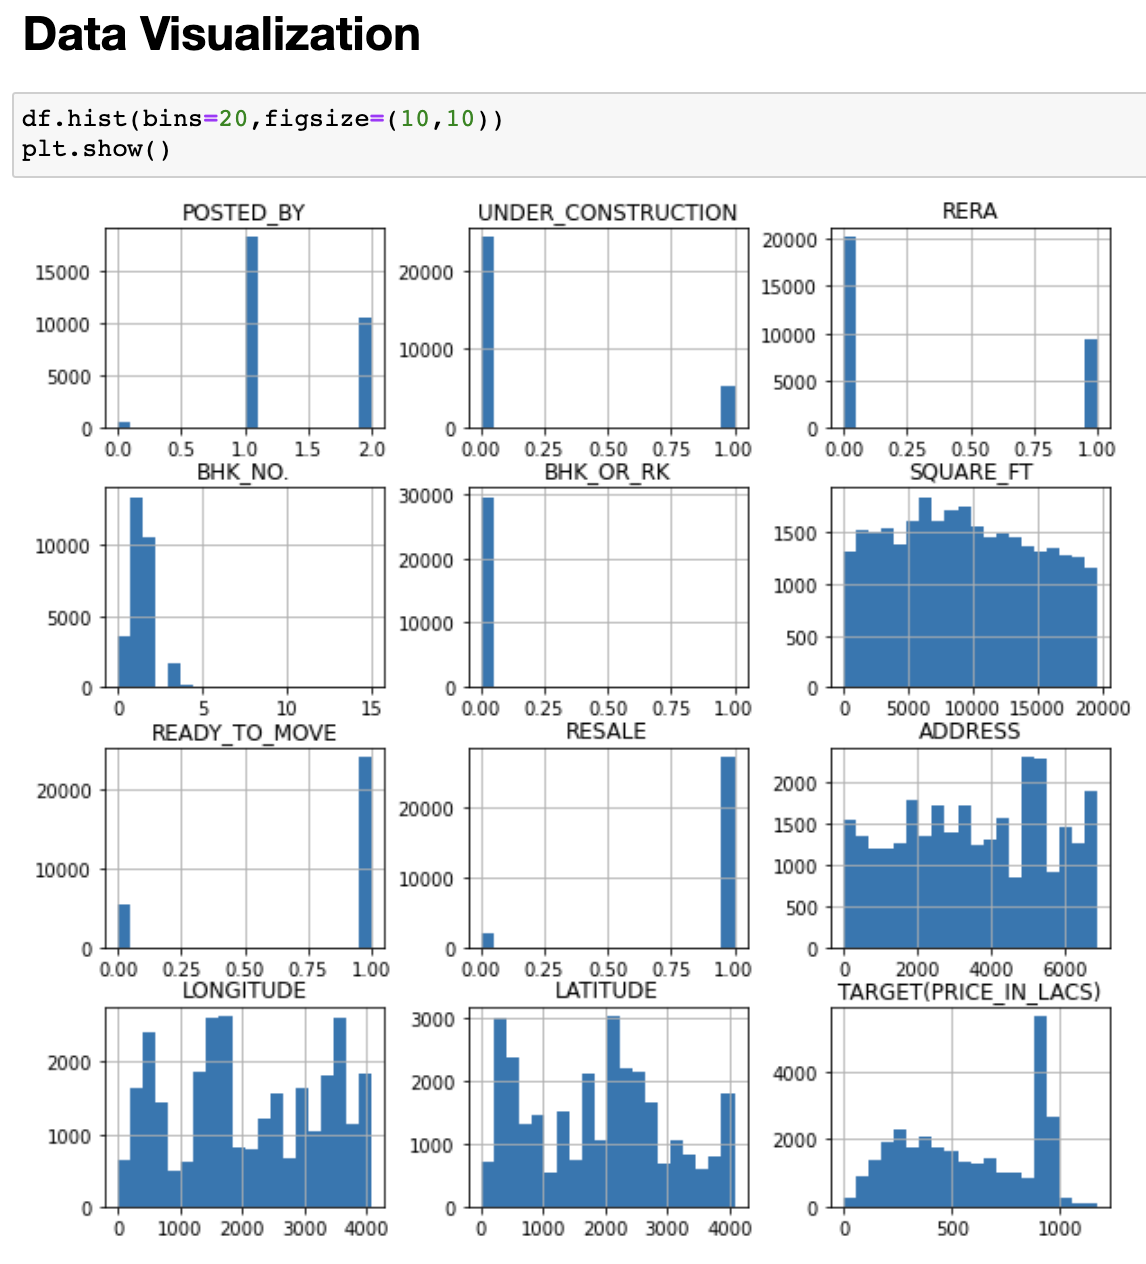 Data Visualization
df.hist(bins=20,figsize=(10,10))
plt.show()
POSTED_BY UNDER_CONSTRUCTION RERA
15000
10000
5000
0
0.0 0.5 1.0 1.5 2.0
20000
10000
0
0.00 0.25 0.50 0.75 1.00
20000
15000
10000
5000
0
0.00 0.25 0.50 0.75 1.00
BHK_NO. BHK_OR_RK SQUARE_FT
10000
5000
0
0 5 10 15
30000
20000
10000
0
0.00 0.25 0.50 0.75 1.00
1500
1000
500
0
0 5000 10000 15000 20000
READY_TO_MOVE RESALE ADDRESS
20000
10000
0
0.00 0.25 0.50 0.75 1.00
20000
10000
0
0.00 0.25 0.50 0.75 1.00
2000
1500
1000
500
0
0 2000 4000 6000
LONGITUDE LATITUDE TARGET(PRICE_IN_LACS)
2000
1000
0
0 1000 2000 3000 4000
3000
2000
1000
0
0 1000 2000 3000 4000
4000
2000
0
0 500 1000